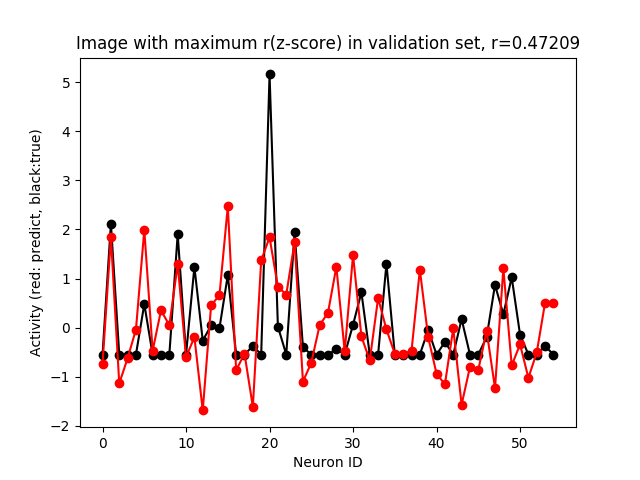 Image with maximum r(z-score) in validation set, r=0.47209
Activity (red: predict, black:true)
5
4
3
2
1
0
−1
−2
0 10 20 30 40 50
Neuron ID